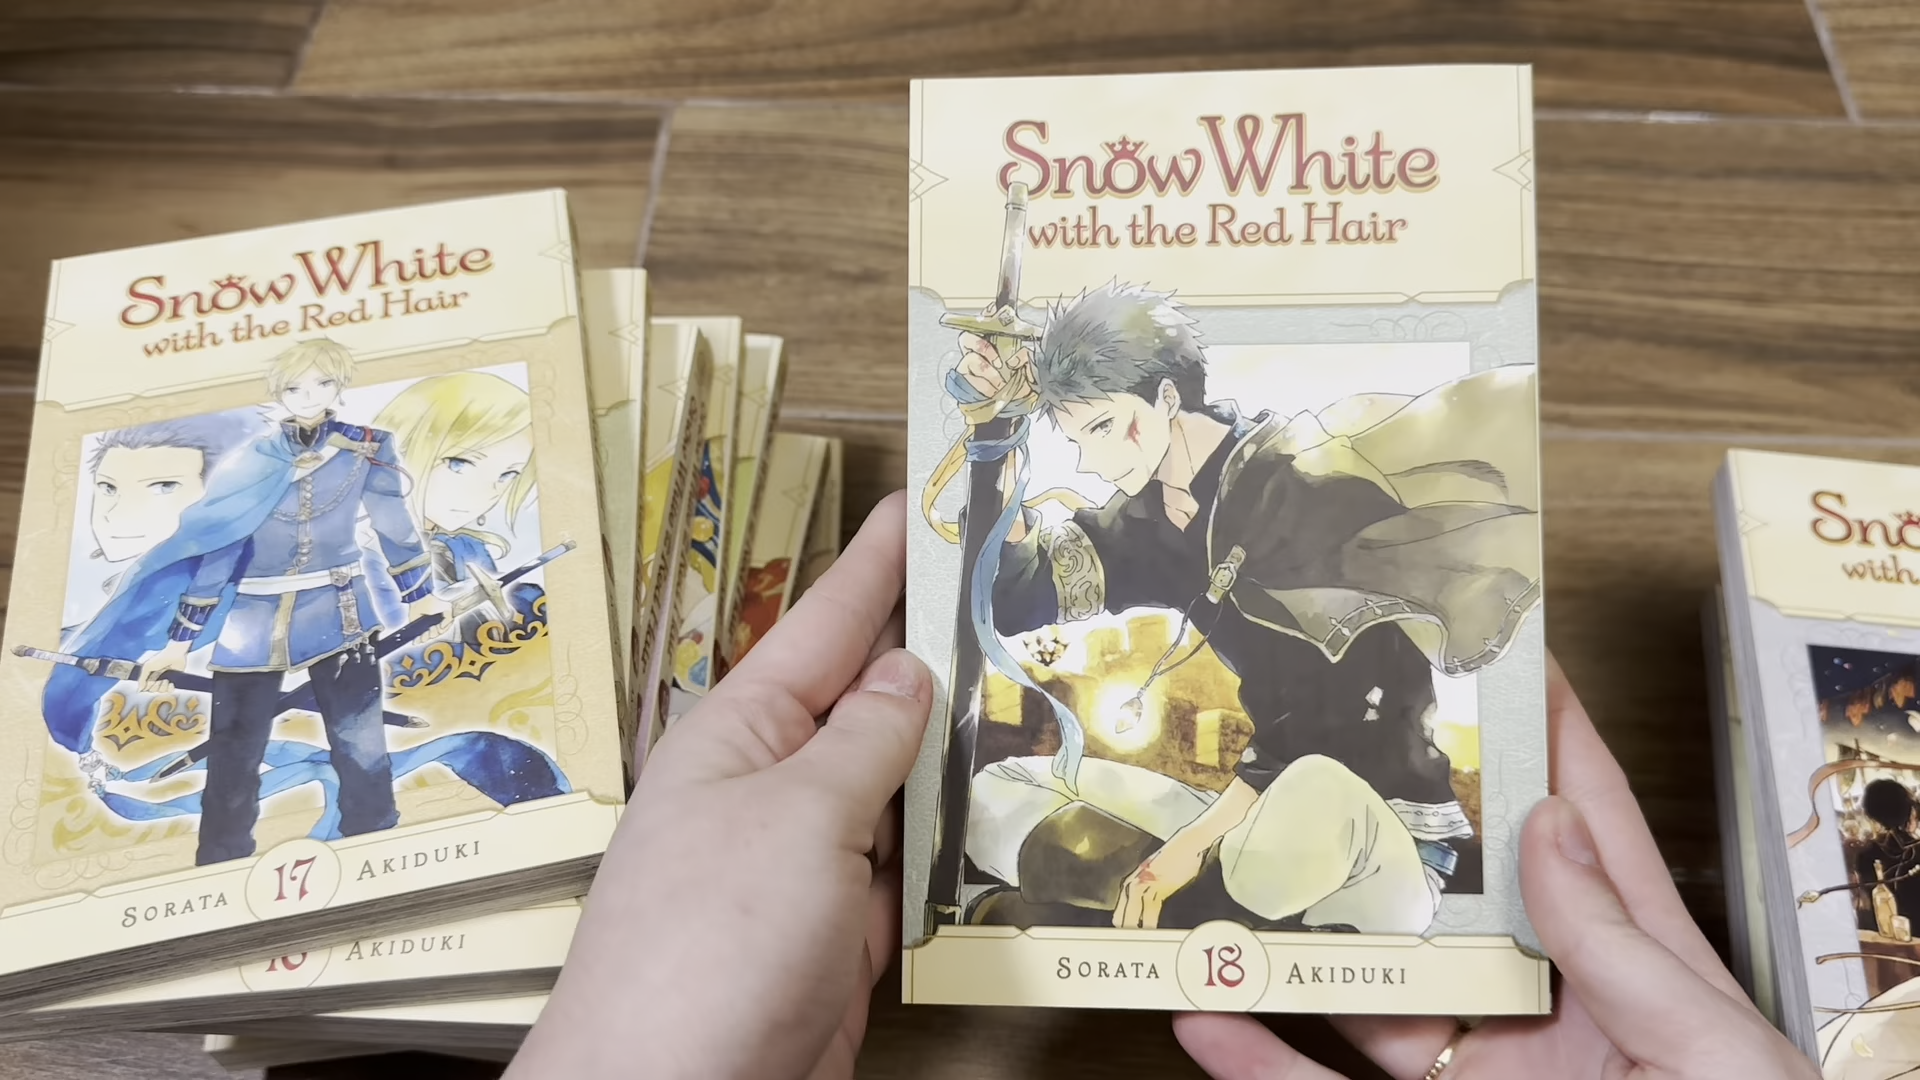 Snow White
with the Red Hair
SORATA 17 AKIDUKI
AKIDUKI
Snow White
with the Red Hair
SORATA 18 AKIDUKI
Sno
with